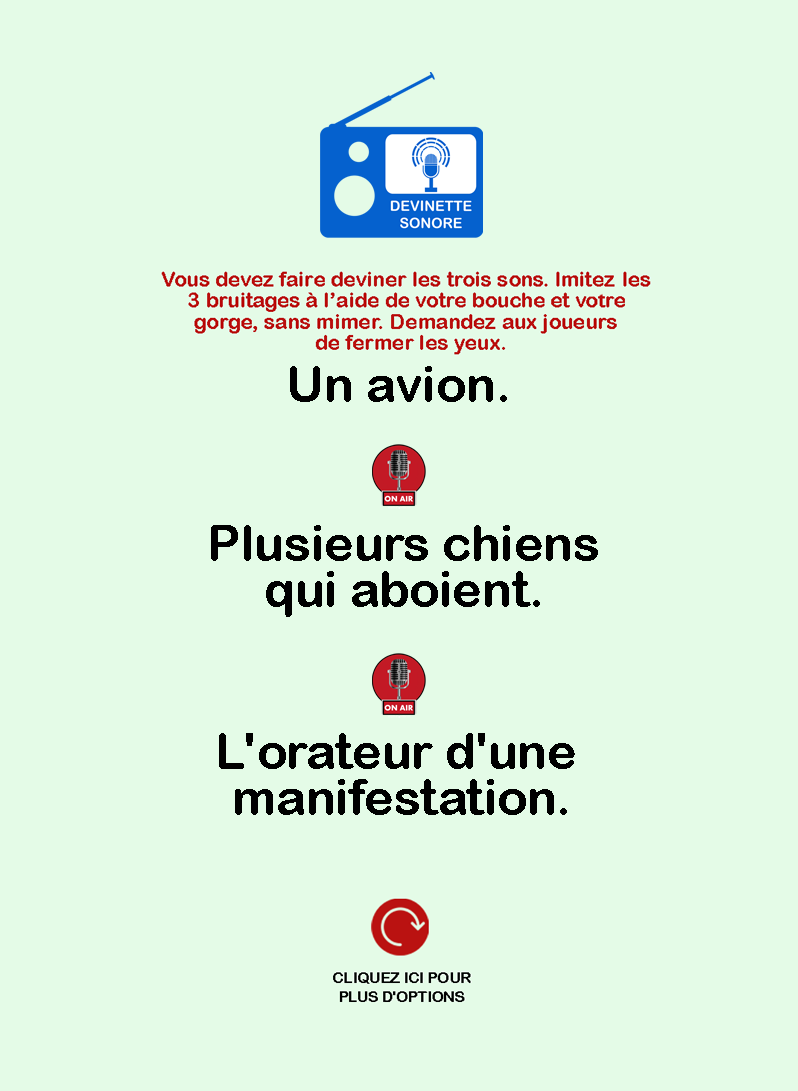 DEVINETTE
SONORE
Vous devez faire deviner les trois sons. Imitez les
3 bruitages à l’aide de votre bouche et votre
gorge, sans mimer. Demandez aux joueurs
de fermer les yeux.
Un avion.
ON AIR
Plusieurs chiens
qui aboient.
ON AIR
L'orateur d'une
manifestation.
CLIQUEZ ICI POUR
PLUS D'OPTIONS